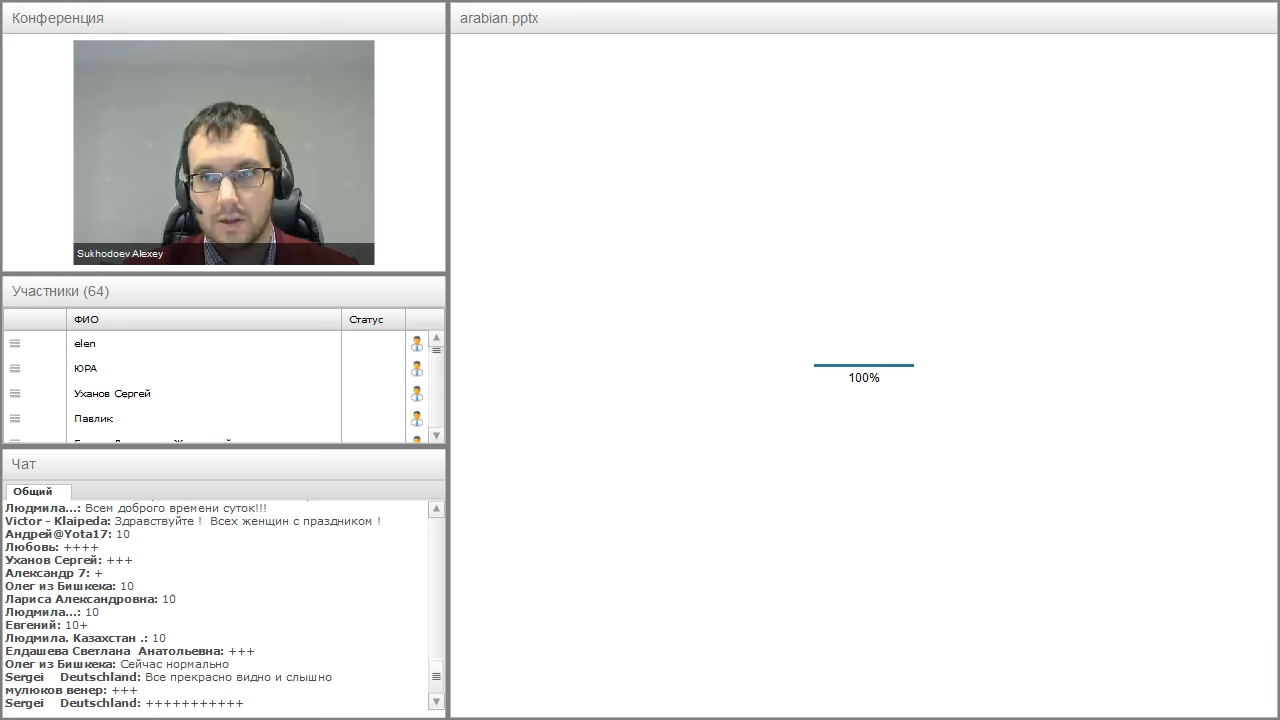 Конференция
Sukhodoev Alexey
Участники (64)
ФИО Статус
elen
ЮРА
Уханов Сергей
Павлик
Чат
Общий
Людмила...: Всем доброго времени суток!!!
Victor - Klaipeda: Здравствуйте ! Всех женщин с праздником !
Андрей@Yota17: 10
Любовь: ++++
Уханов Сергей: +++
Александр 7: +
Олег из Бишкека: 10
Лариса Александровна: 10
Людмила...: 10
Евгений: 10+
Людмила. Казахстан .: 10
Елдашева Светлана Анатольевна: +++
Олег из Бишкека: Сейчас нормально
Sergei Deutschland: Все прекрасно видно и слышно
мулюков венер: +++
Sergei Deutschland: +++++++++++
arabian.pptx
100%